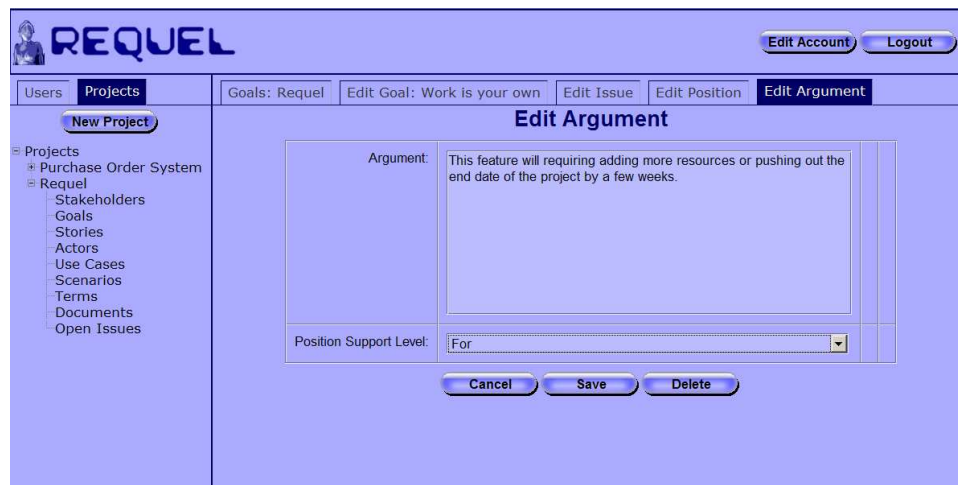 REQUEL
Edit Account
Logout
Users
Projects
Goals: Requel
Edit Goal: Work is your own
Edit Issue
Edit Position
Edit Argument
New Project
Projects
Purchase Order System
Requel
Stakeholders
Goals
Stories
Actors
Use Cases
Scenarios
Terms
Documents
Open Issues
Edit Argument
Argument:
This feature will requiring adding more resources or pushing out the
end date of the project by a few weeks.
Position Support Level:
For
Cancel
Save
Delete